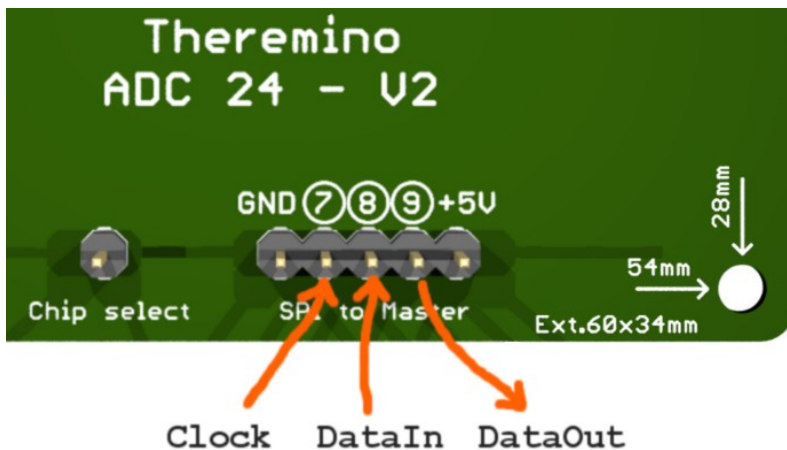 Theremino
ADC 24 - V2
GND 7 8 9 +5V
28mm
54mm
Chip select
SPI to Master
Ext.60x34mm
Clock DataIn DataOut